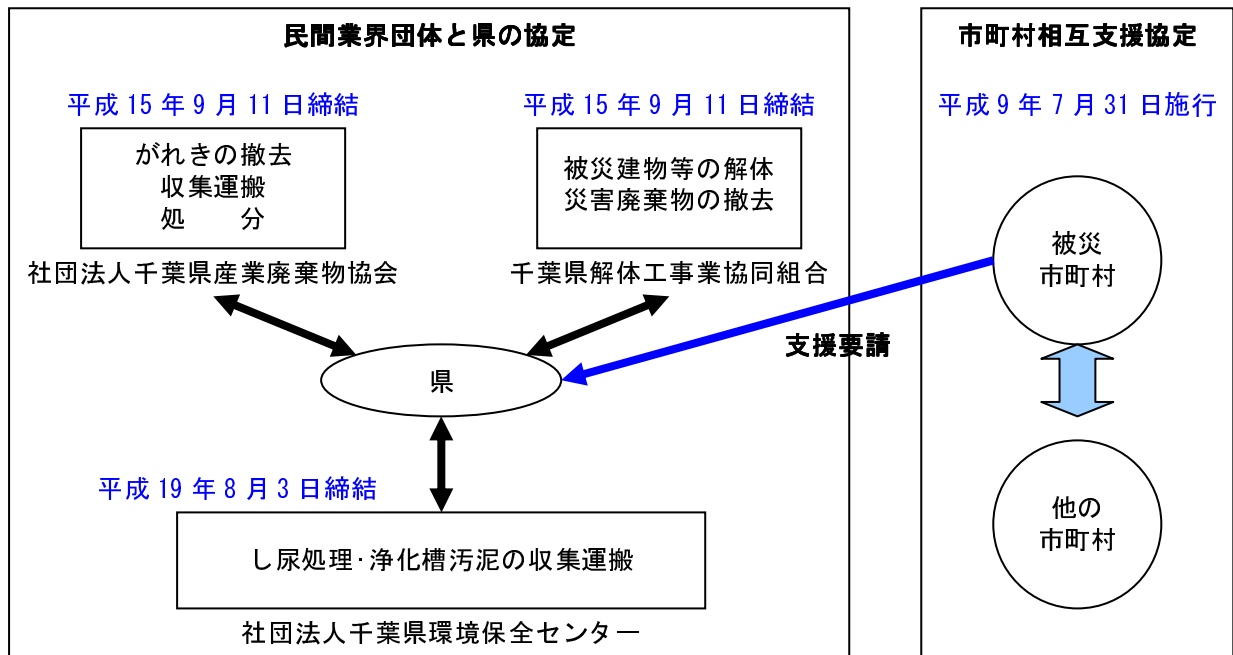 民間業界団体と県の協定
平成15年9月11日締結
がれきの撤去
収集運搬
処　　分
社団法人千葉県産業廃棄物協会
平成15年9月11日締結
被災建物等の解体
災害廃棄物の撤去
千葉県解体工事業協同組合
県
支援要請
平成19年8月3日締結
し尿処理・浄化槽汚泥の収集運搬
社団法人千葉県環境保全センター
市町村相互支援協定
平成9年7月31日施行
被災
市町村
他の
市町村